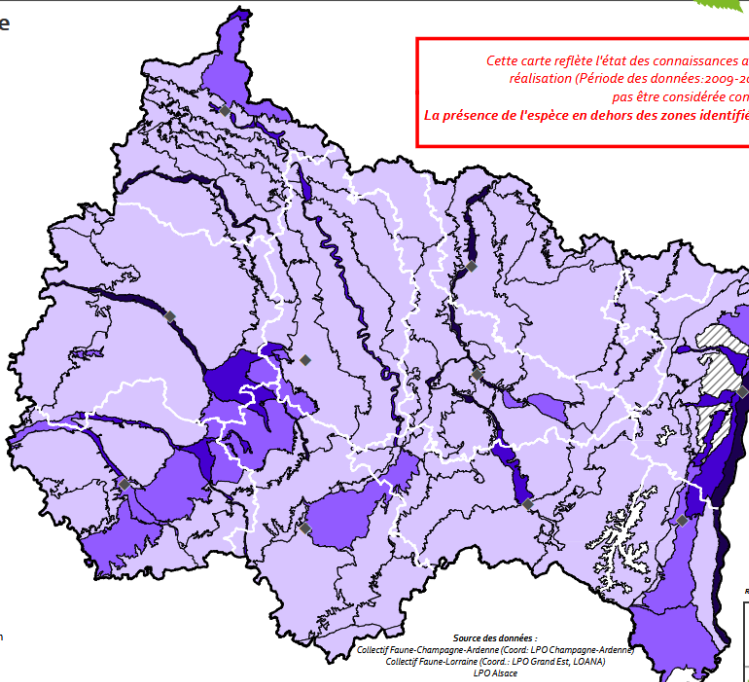 e
Cette carte reflète l'état des connaissances a
réalisation (Période des données:2009-20
pas être considérée con
La présence de l'espèce en dehors des zones identifié
n
R
Source des données :
Collectif Faune-Champagne-Ardenne (Coord: LPO Champagne-Ardenne)
Collectif Faune-Lorraine (Coord.: LPO Grand Est, LOANA)
LPO Alsace